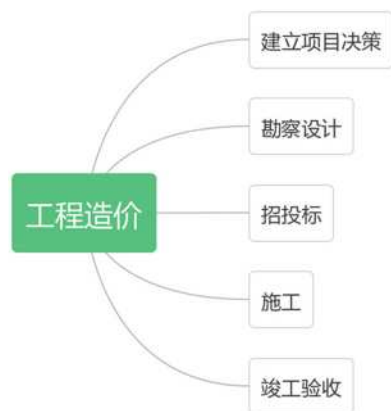 工程造价
建立项目决策
勘察设计
招投标
施工
竣工验收